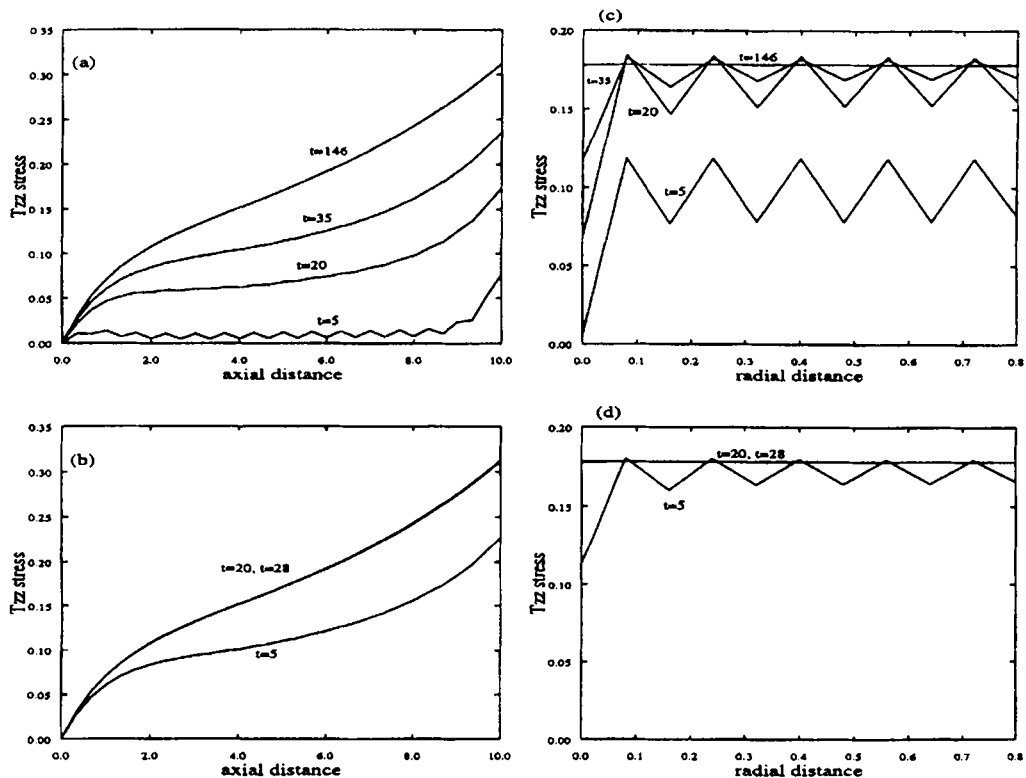 (a)
0.35
0.30
0.25
0.20
0.15
0.10
0.05
0.00
Tzz stress
t=146
t=35
t=20
t=5
0.0 2.0 4.0 6.0 8.0 10.0
axial distance
(c)
0.20
0.15
0.10
0.05
0.00
Tzz stress
t=146
t=35
t=20
t=5
0.0 0.1 0.2 0.3 0.4 0.5 0.6 0.7 0.8
radial distance
(b)
0.35
0.30
0.25
0.20
0.15
0.10
0.05
0.00
Tzz stress
t=20, t=28
t=5
0.0 2.0 4.0 6.0 8.0 10.0
axial distance
(d)
0.20
0.15
0.10
0.05
0.00
Tzz stress
t=20, t=28
t=5
0.0 0.1 0.2 0.3 0.4 0.5 0.6 0.7 0.8
radial distance